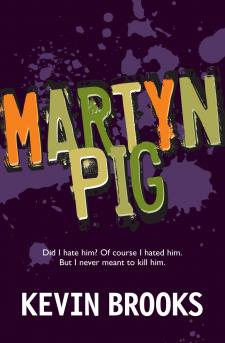 MARTYN
PIG
Did I hate him? Of course I hated him.
But I never meant to kill him.
KEVIN BROOKS